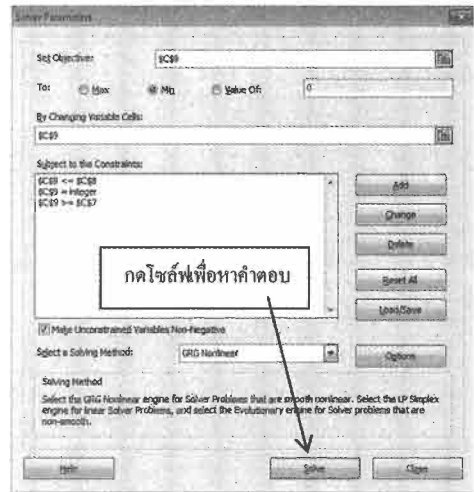 Solver Parameters
Set Objective: $C$9
To: Max Min Value Of: 0
By Changing Variable Cells:
$C$9
Subject to the Constraints:
$C$9 <= $C$8
$C$9 = integer
$C$9 >= $C$7
Add
Change
Delete
Reset All
Load/Save
กดโซล์ฟเพื่อหาคำตอบ
Make Unconstrained Variables Non-Negative
Select a Solving Method: GRG Nonlinear Options
Solving Method
Select the GRG Nonlinear engine for Solver Problems that are smooth nonlinear. Select the LP Simplex
engine for linear Solver Problems, and select the Evolutionary engine for Solver problems that are
non-smooth.
Help Solve Close